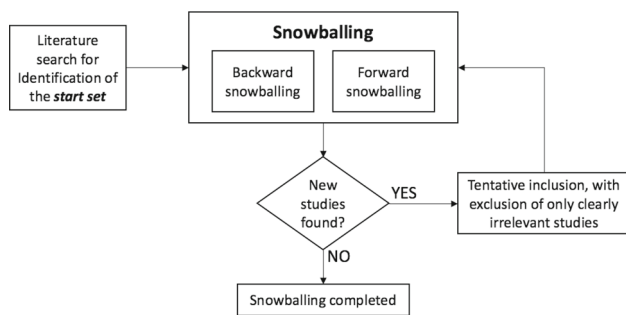 Literature
search for
Identification of
the start set
Snowballing
Backward
snowballing
Forward
snowballing
New
studies
found?
YES
Tentative inclusion, with
exclusion of only clearly
irrelevant studies
NO
Snowballing completed